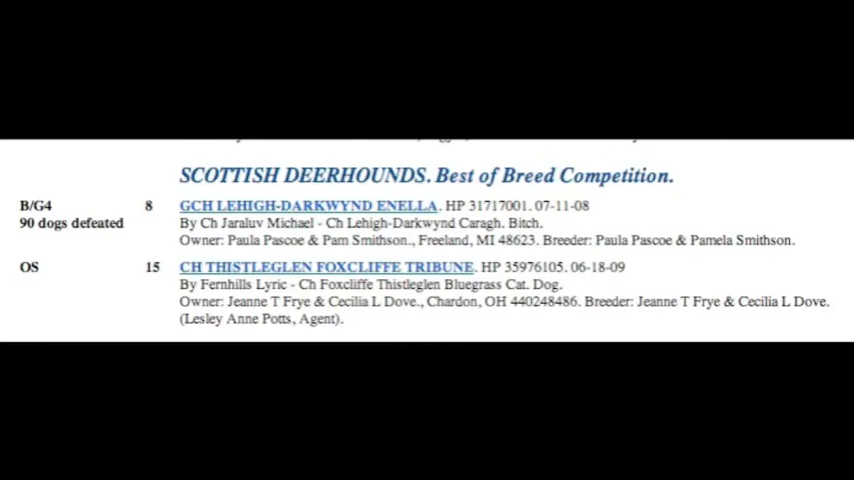 SCOTTISH DEERHOUNDS. Best of Breed Competition.
B/G4 8 GCH LEHIGH-DARKWYND ENELLA. HP 31717001. 07-11-08
90 dogs defeated By Ch Jaraluv Michael - Ch Lehigh-Darkwynd Caragh. Bitch.
Owner: Paula Pascoe & Pam Smithson., Freeland, MI 48623. Breeder: Paula Pascoe & Pamela Smithson.
OS 15 CH THISTLEGLEN FOXCLIFFE TRIBUNE. HP 35976105. 06-18-09
By Fernhills Lyric - Ch Foxcliffe Thistleglen Bluegrass Cat. Dog.
Owner: Jeanne T Frye & Cecilia L Dove., Chardon, OH 440248486. Breeder: Jeanne T Frye & Cecilia L Dove.
(Lesley Anne Potts, Agent).